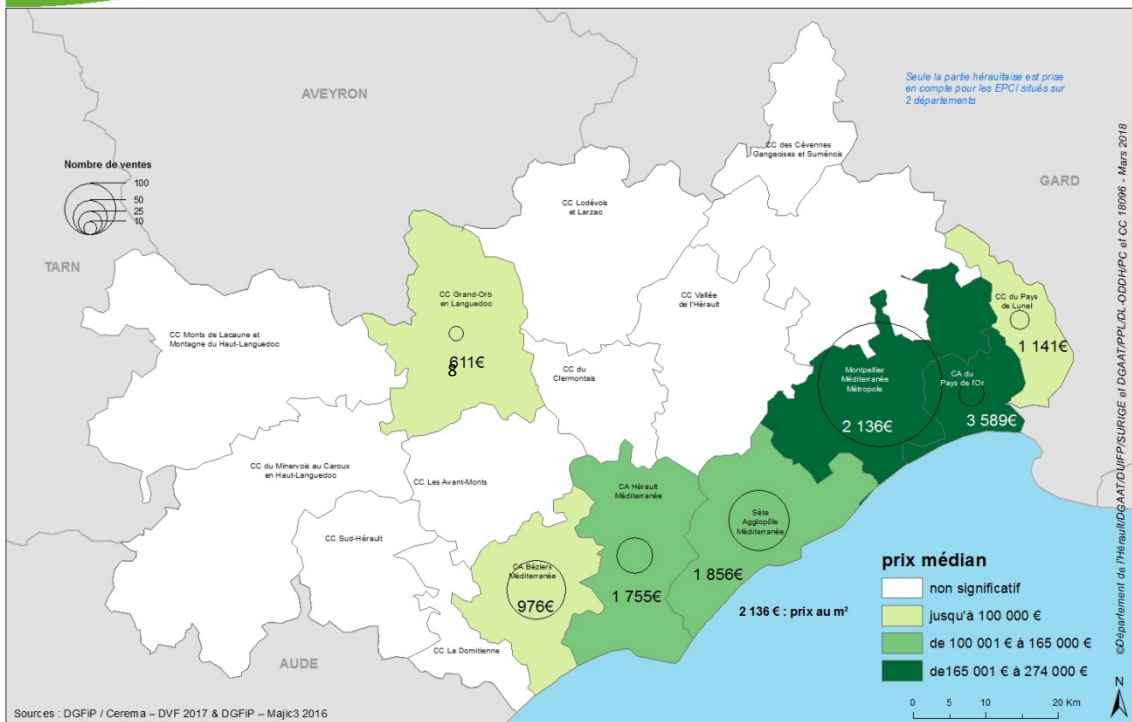 AVEYRON
Seule la partie héraultaise est prise
en compte pour les EPCI situés sur
2 départements
Nombre de ventes
100
50
25
10
CC des Cévennes
Gangeoises et Suménois
GARD
TARN
CC Lodévois
et Larzac
CC Grand-Orb
en Languedoc
611€
8
CC Monts de Lacaune et
Montagne du Haut-Languedoc
CC Vallée
de l'Hérault
CC du Pays
de Lunel
1 141€
CC du
Clermontais
Montpellier
Méditerranée
Métropole
2 136€
CA du
Pays de l'Or
3 589€
CC du Minervois au Caroux
en Haut-Languedoc
CC Les Avant-Monts
CA Hérault
Méditerranée
1 755€
Sète
Agglopôle
Méditerranée
1 856€
CC Sud-Hérault
CA Béziers
Méditerranée
976€
CC La Domitienne
AUDE
2 136 € : prix au m²
prix médian
non significatif
jusqu'à 100 000 €
de 100 001 € à 165 000 €
de165 001 € à 274 000 €
0 5 10 20 Km
N
Sources : DGFiP / Cerema – DVF 2017 & DGFiP – Majic3 2016
©Département de l'Hérault/DGAAT/DUIFP/SURIGE et DGAAT/PPL/DL-ODDH/PC et CC 18096 - Mars 2018